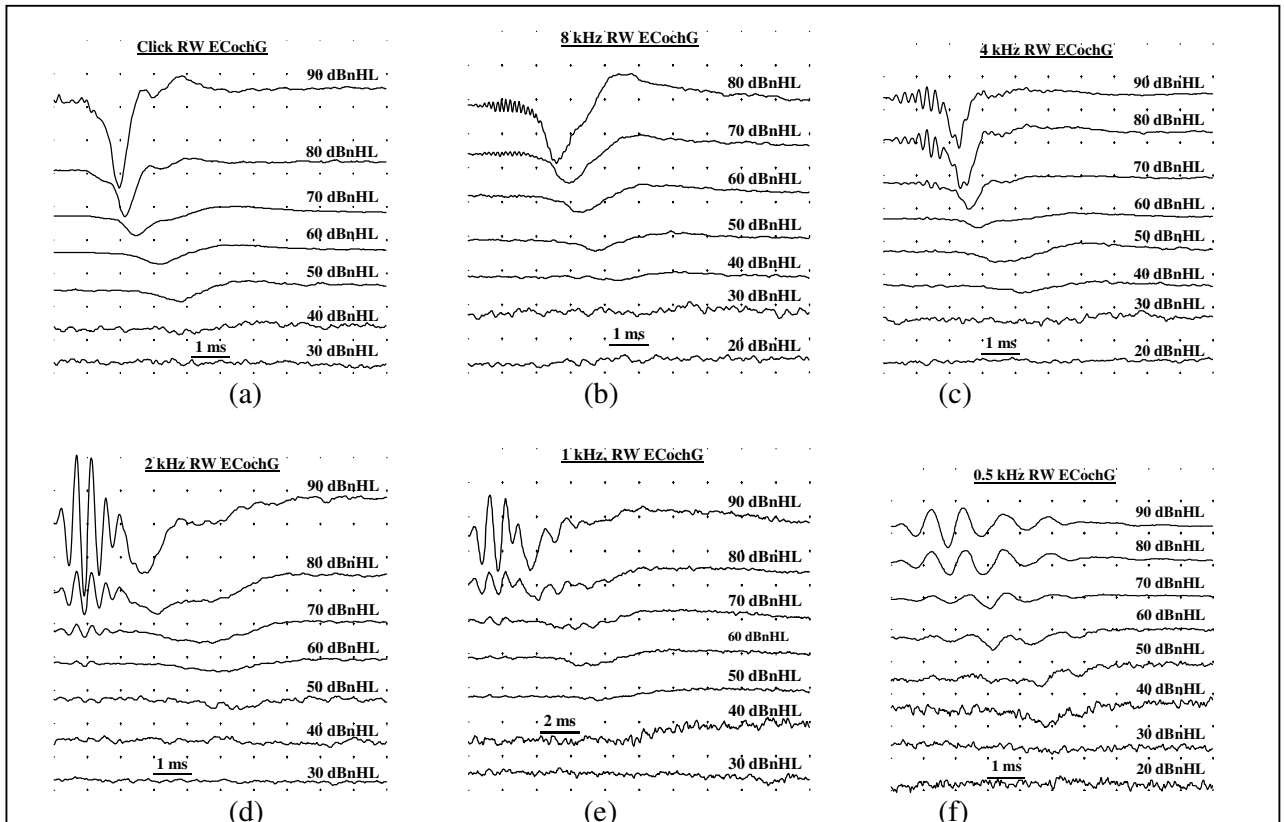 Click RW ECochG
90 dBnHL
80 dBnHL
70 dBnHL
60 dBnHL
50 dBnHL
40 dBnHL
1 ms
30 dBnHL
(a)
8 kHz RW ECochG
80 dBnHL
70 dBnHL
60 dBnHL
50 dBnHL
40 dBnHL
30 dBnHL
1 ms
20 dBnHL
(b)
4 kHz RW ECochG
90 dBnHL
80 dBnHL
70 dBnHL
60 dBnHL
50 dBnHL
40 dBnHL
30 dBnHL
1 ms
20 dBnHL
(c)
2 kHz RW ECochG
90 dBnHL
80 dBnHL
70 dBnHL
60 dBnHL
50 dBnHL
40 dBnHL
1 ms
30 dBnHL
(d)
1 kHz, RW ECochG
90 dBnHL
80 dBnHL
70 dBnHL
60 dBnHL
50 dBnHL
40 dBnHL
2 ms
30 dBnHL
(e)
0.5 kHz RW ECochG
90 dBnHL
80 dBnHL
70 dBnHL
60 dBnHL
50 dBnHL
40 dBnHL
30 dBnHL
1 ms
20 dBnHL
(f)